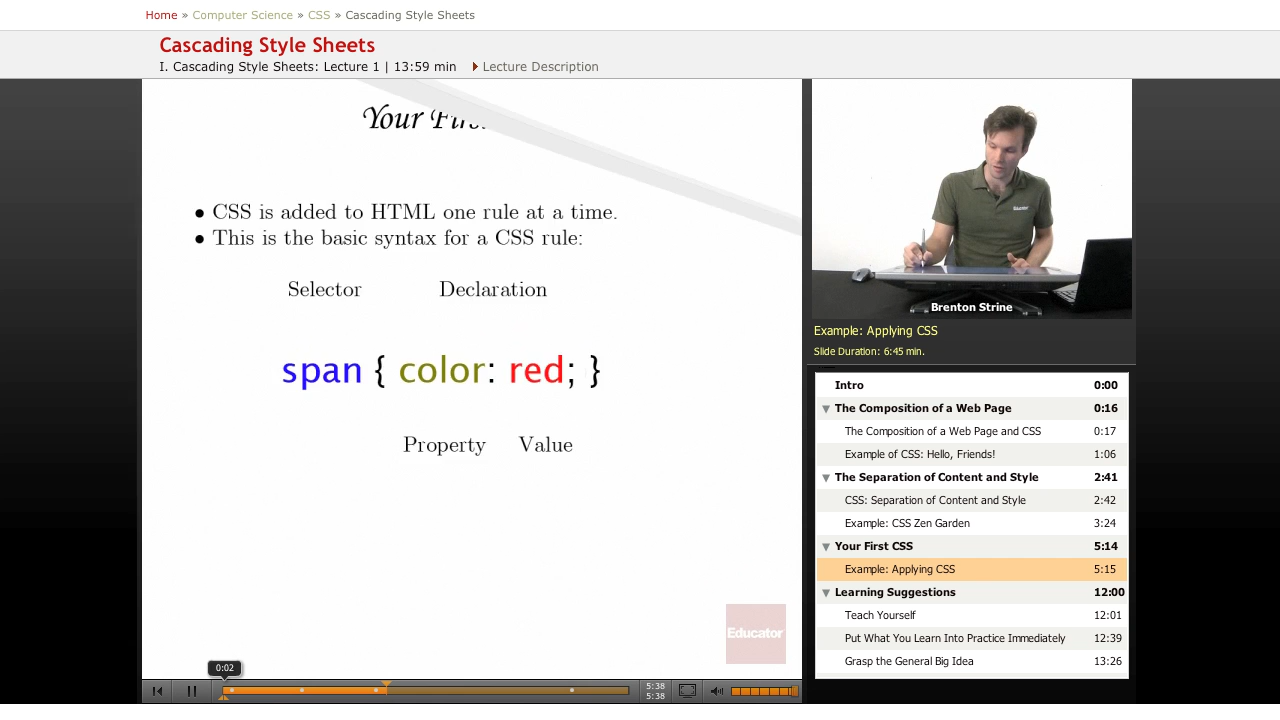 Home » Computer Science » CSS » Cascading Style Sheets
Cascading Style Sheets
I. Cascading Style Sheets: Lecture 1 | 13:59 min Lecture Description
Your
• CSS is added to HTML one rule at a time.
• This is the basic syntax for a CSS rule:
Selector Declaration
span { color: red; }
Property Value
Educator
0:02
5:38
5:38
Educator
Brenton Strine
Example: Applying CSS
Slide Duration: 6:45 min.
Intro 0:00
The Composition of a Web Page 0:16
The Composition of a Web Page and CSS 0:17
Example of CSS: Hello, Friends! 1:06
The Separation of Content and Style 2:41
CSS: Separation of Content and Style 2:42
Example: CSS Zen Garden 3:24
Your First CSS 5:14
Example: Applying CSS 5:15
Learning Suggestions 12:00
Teach Yourself 12:01
Put What You Learn Into Practice Immediately 12:39
Grasp the General Big Idea 13:26